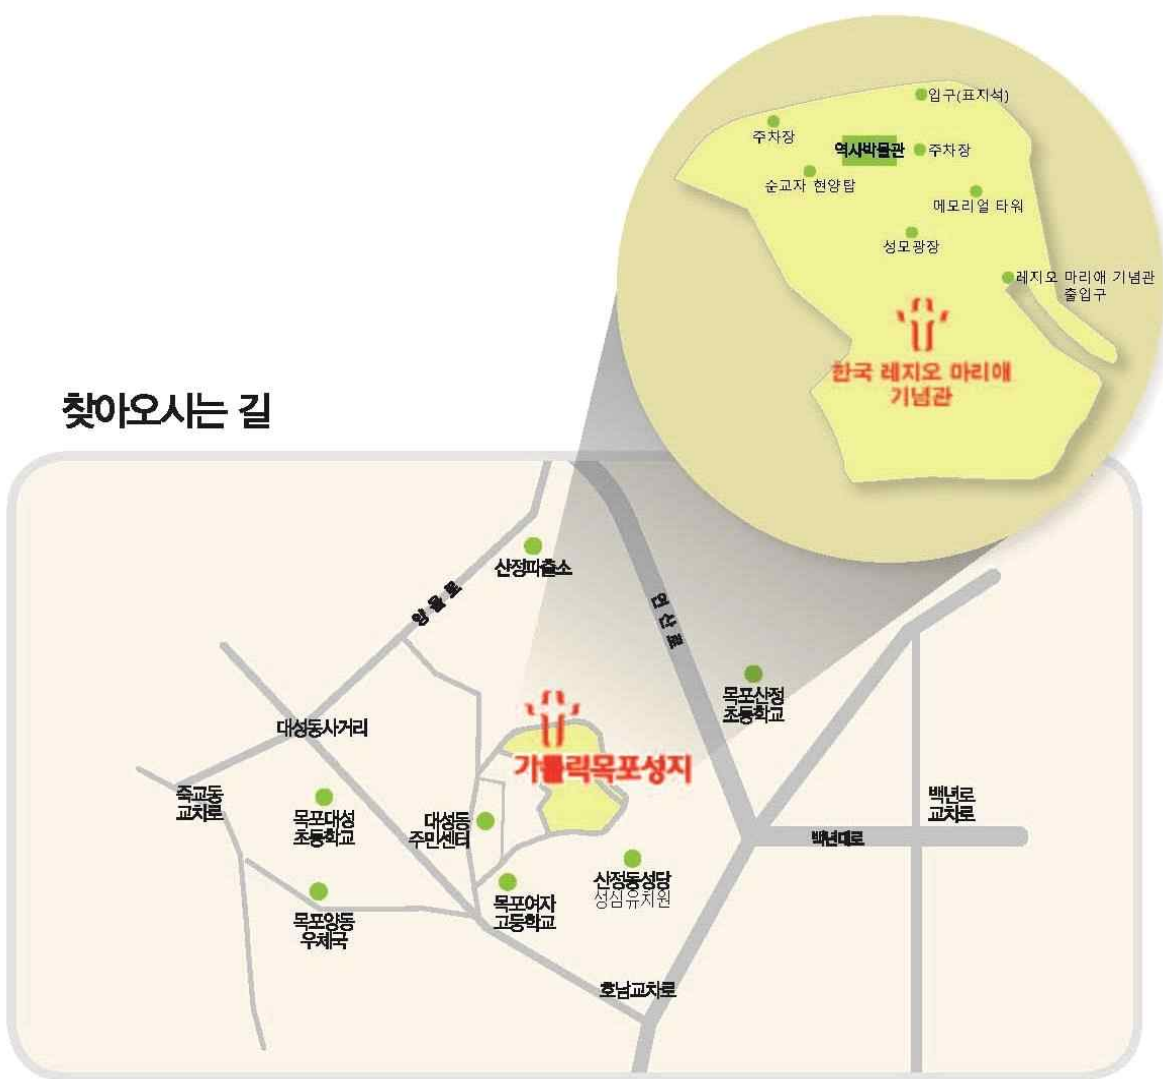 입구(표지석)
주차장
역사박물관
주차장
순교자 현양탑
메모리얼 타워
성모광장
레지오 마리애 기념관
출입구
한국 레지오 마리애
기념관
찾아오시는 길
산정파출소
양을로
연산로
목포산정
초등학교
대성동사거리
가톨릭목포성지
죽교동
교차로
목포대성
초등학교
대성동
주민센터
백년로
교차로
백년대로
산정동성당
성심유치원
목포여자
고등학교
목포양동
우체국
호남교차로